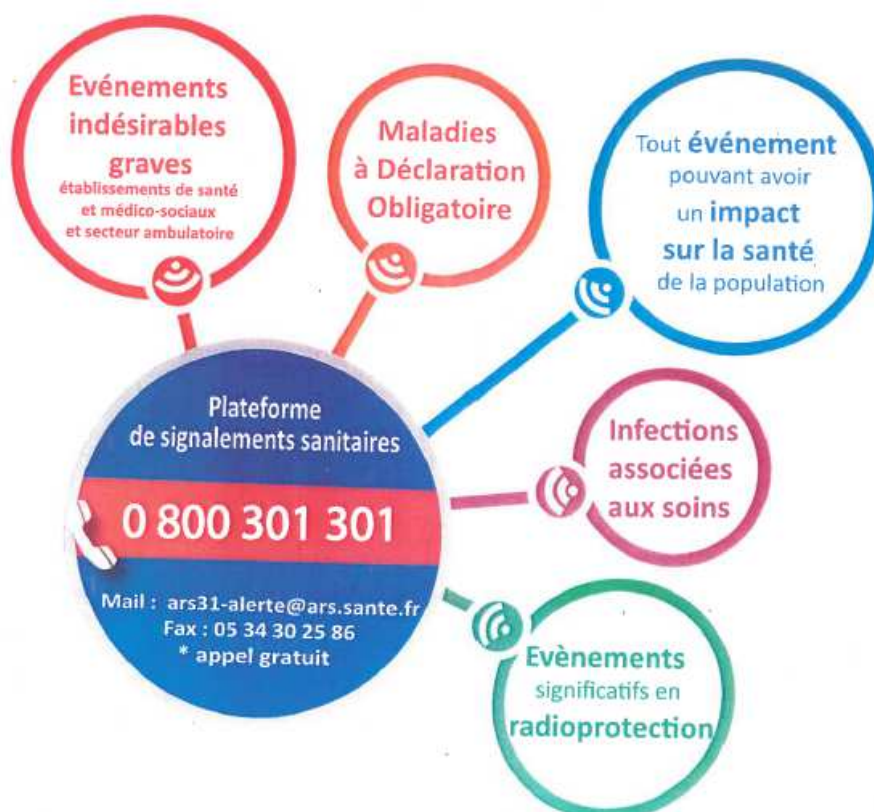 Evénements
indésirables
graves
établissements de santé
et médico-sociaux
et secteur ambulatoire
Maladies
à Déclaration
Obligatoire
Tout événement
pouvant avoir
un impact
sur la santé
de la population
Plateforme
de signalements sanitaires
0 800 301 301
Mail : ars31-alerte@ars.sante.fr
Fax : 05 34 30 25 86
* appel gratuit
Infections
associées
aux soins
Evènements
significatifs en
radioprotection